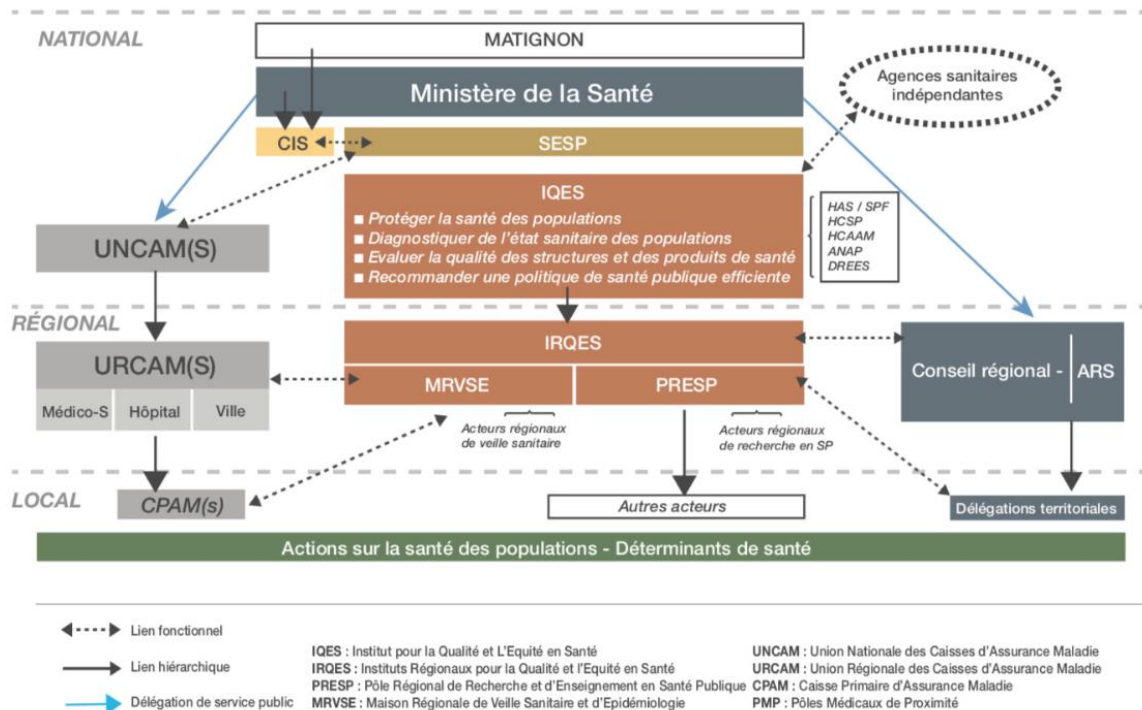 NATIONAL
MATIGNON
Ministère de la Santé
Agences sanitaires
indépendantes
CIS
SESP
IQES
■ Protéger la santé des populations
■ Diagnostiquer de l'état sanitaire des populations
■ Evaluer la qualité des structures et des produits de santé
■ Recommander une politique de santé publique efficiente
HAS / SPF
HCSP
HCAAM
ANAP
DREES
UNCAM(S)
RÉGIONAL
URCAM(S)
Médico-S
Hôpital
Ville
IRQES
MRVSE
PRESP
Acteurs régionaux
de veille sanitaire
Acteurs régionaux
de recherche en SP
Conseil régional -
ARS
LOCAL
CPAM(s)
Autres acteurs
Délégations territoriales
Actions sur la santé des populations - Déterminants de santé
Lien fonctionnel
Lien hiérarchique
Délégation de service public
IQES : Institut pour la Qualité et L'Equité en Santé
IRQES : Instituts Régionaux pour la Qualité et l'Equité en Santé
PRESP : Pôle Régional de Recherche et d'Enseignement en Santé Publique
MRVSE : Maison Régionale de Veille Sanitaire et d'Epidémiologie
UNCAM : Union Nationale des Caisses d'Assurance Maladie
URCAM : Union Régionale des Caisses d'Assurance Maladie
CPAM : Caisse Primaire d'Assurance Maladie
PMP : Pôles Médicaux de Proximité